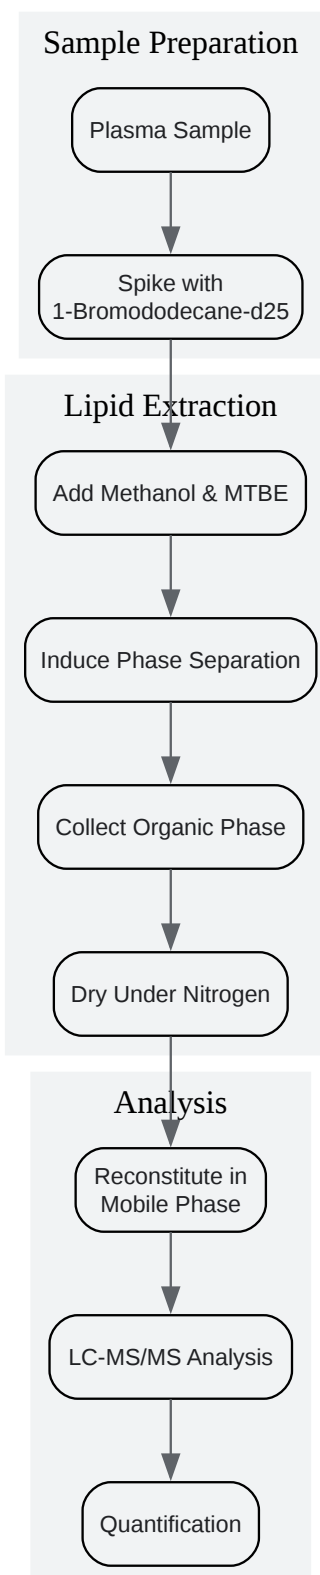 Sample Preparation
Plasma Sample
Spike with
1-Bromododecane-d25
Lipid Extraction
Add Methanol & MTBE
Induce Phase Separation
Collect Organic Phase
Dry Under Nitrogen
Analysis
Reconstitute in
Mobile Phase
LC-MS/MS Analysis
Quantification